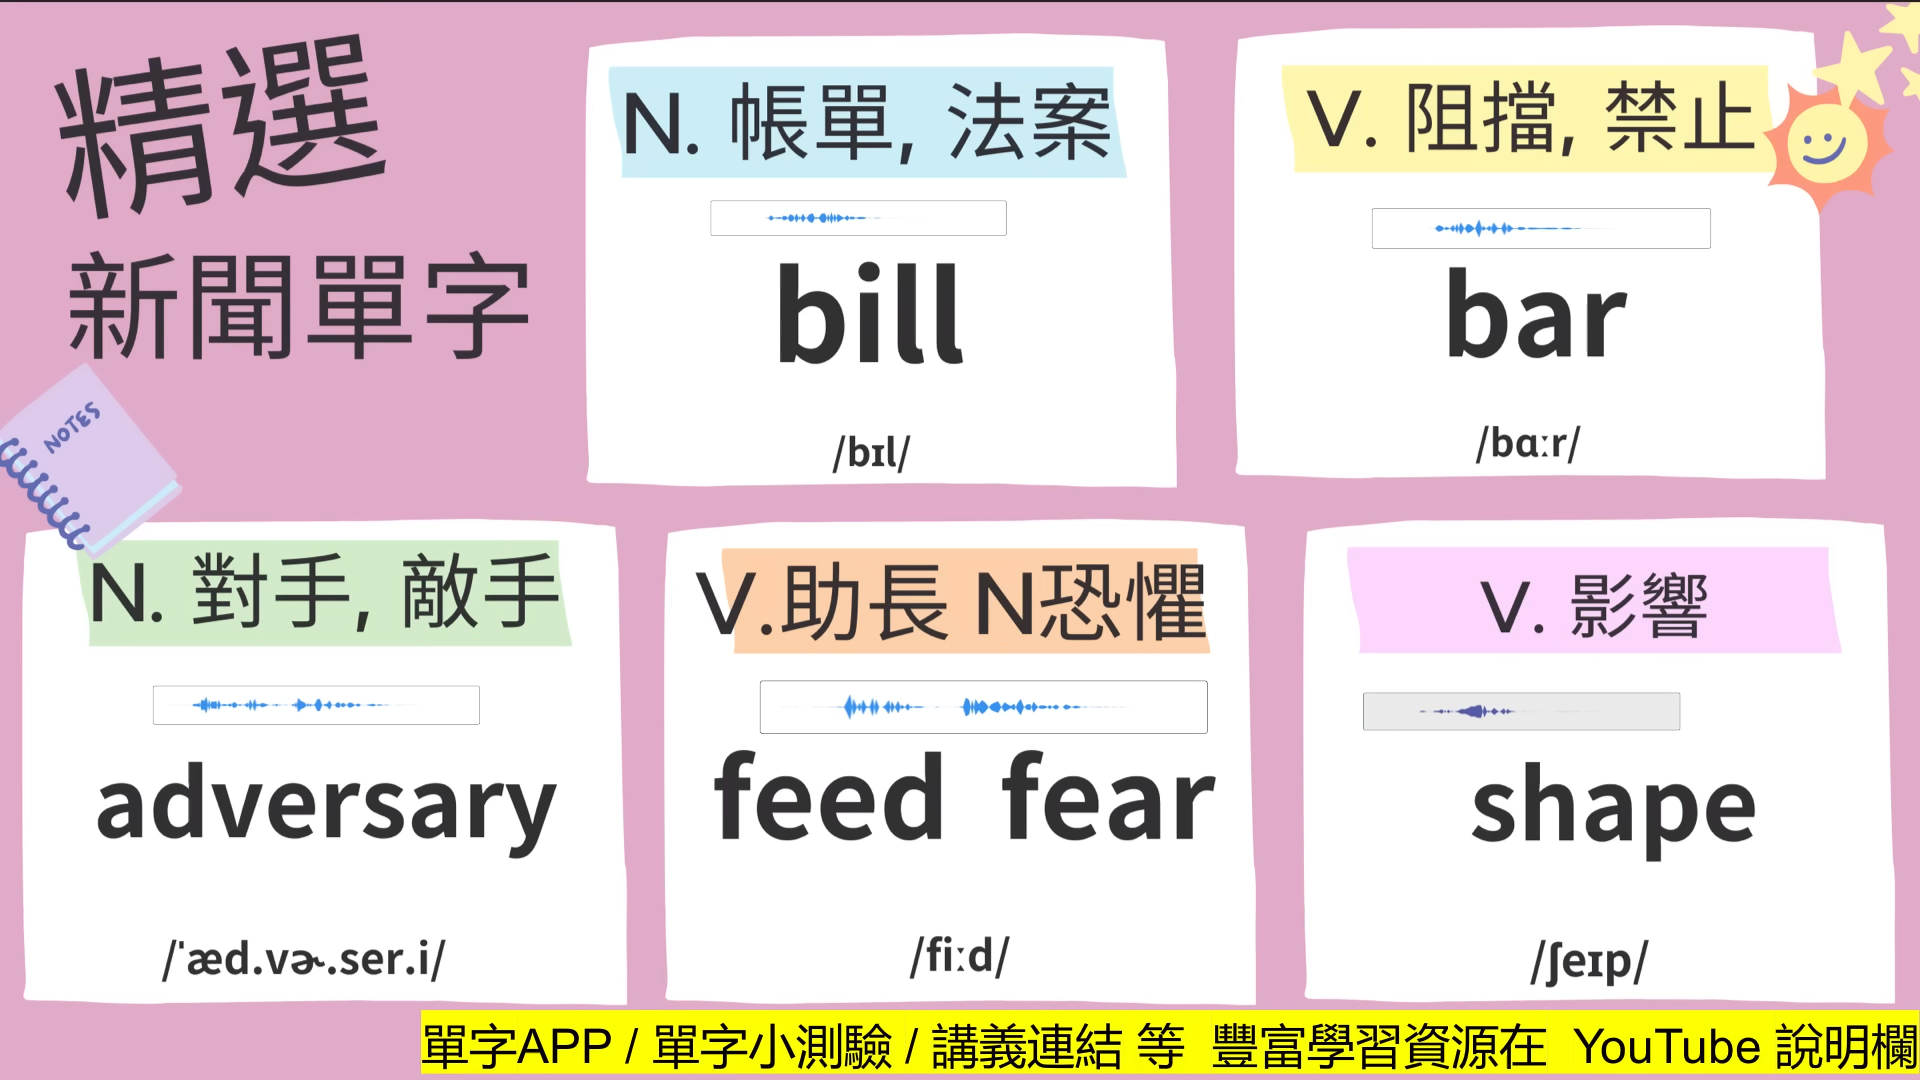 精選
新聞單字
NOTES
N. 帳單, 法案
bill
/bɪl/
V. 阻擋, 禁止
bar
/bɑːr/
N. 對手, 敵手
adversary
/ˈæd.vɚ.ser.i/
V.助長 N恐懼
feed fear
/fiːd/
V. 影響
shape
/ʃeɪp/
單字APP / 單字小測驗 / 講義連結 等 豐富學習資源在 YouTube 說明欄